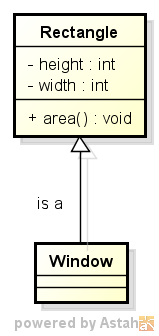 Rectangle
- height : int
- width : int
+ area() : void
is a
Window
powered by Astah